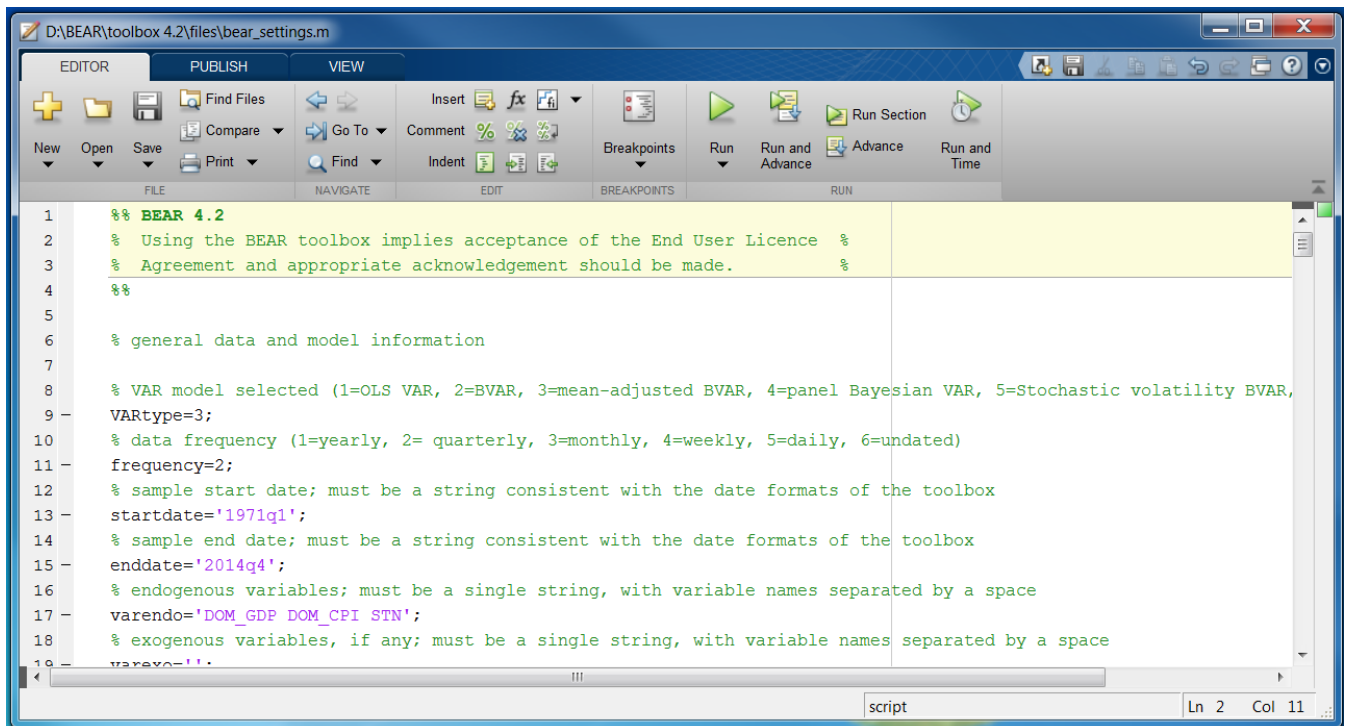 D:\BEAR\toolbox 4.2\files\bear_settings.m
EDITOR PUBLISH VIEW
Find Files Insert fx fi
Compare Go To Comment Run Section
New Open Save Breakpoints Run Run and Advance Advance Run and Time
Print Find Indent
FILE NAVIGATE EDIT BREAKPOINTS RUN
1 %% BEAR 4.2
2 %  Using the BEAR toolbox implies acceptance of the End User Licence  %
3 %  Agreement and appropriate acknowledgement should be made.         %
4 %%
5
6 % general data and model information
7
8 % VAR model selected (1=OLS VAR, 2=BVAR, 3=mean-adjusted BVAR, 4=panel Bayesian VAR, 5=Stochastic volatility BVAR,
9 – VARtype=3;
10 % data frequency (1=yearly, 2= quarterly, 3=monthly, 4=weekly, 5=daily, 6=undated)
11 – frequency=2;
12 % sample start date; must be a string consistent with the date formats of the toolbox
13 – startdate='1971q1';
14 % sample end date; must be a string consistent with the date formats of the toolbox
15 – enddate='2014q4';
16 % endogenous variables; must be a single string, with variable names separated by a space
17 – varendo='DOM_GDP DOM_CPI STN';
18 % exogenous variables, if any; must be a single string, with variable names separated by a space
19 – varexo='';
script Ln 2 Col 11